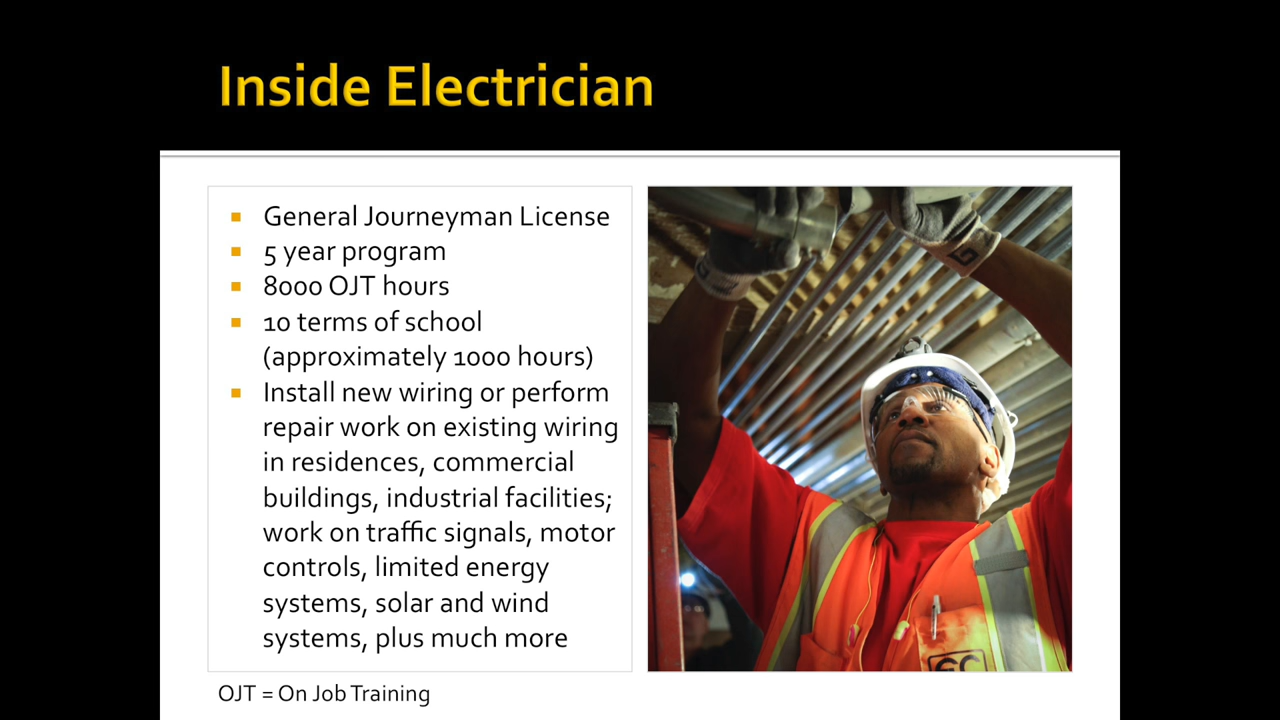 Inside Electrician
General Journeyman License
5 year program
8000 OJT hours
10 terms of school
(approximately 1000 hours)
Install new wiring or perform
repair work on existing wiring
in residences, commercial
buildings, industrial facilities;
work on traffic signals, motor
controls, limited energy
systems, solar and wind
systems, plus much more
GC
OJT = On Job Training